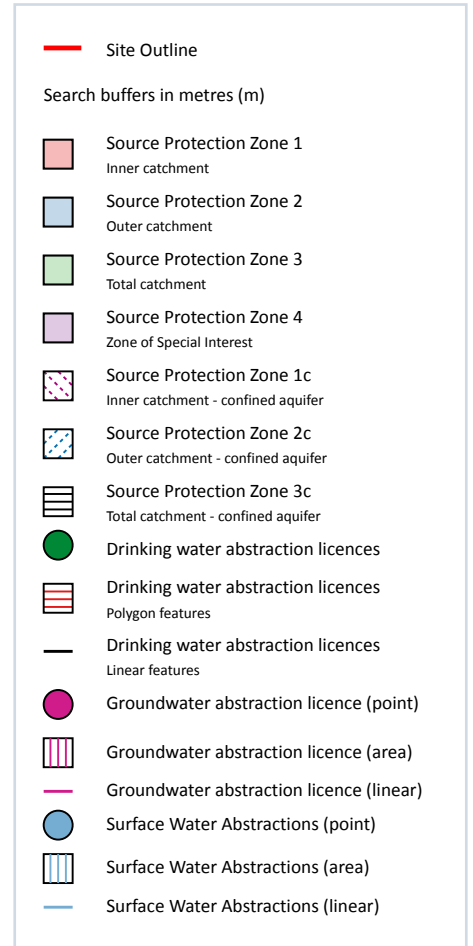 Site Outline
Search buffers in metres (m)
Source Protection Zone 1
Inner catchment
Source Protection Zone 2
Outer catchment
Source Protection Zone 3
Total catchment
Source Protection Zone 4
Zone of Special Interest
Source Protection Zone 1c
Inner catchment - confined aquifer
Source Protection Zone 2c
Outer catchment - confined aquifer
Source Protection Zone 3c
Total catchment - confined aquifer
Drinking water abstraction licences
Drinking water abstraction licences
Polygon features
Drinking water abstraction licences
Linear features
Groundwater abstraction licence (point)
Groundwater abstraction licence (area)
Groundwater abstraction licence (linear)
Surface Water Abstractions (point)
Surface Water Abstractions (area)
Surface Water Abstractions (linear)